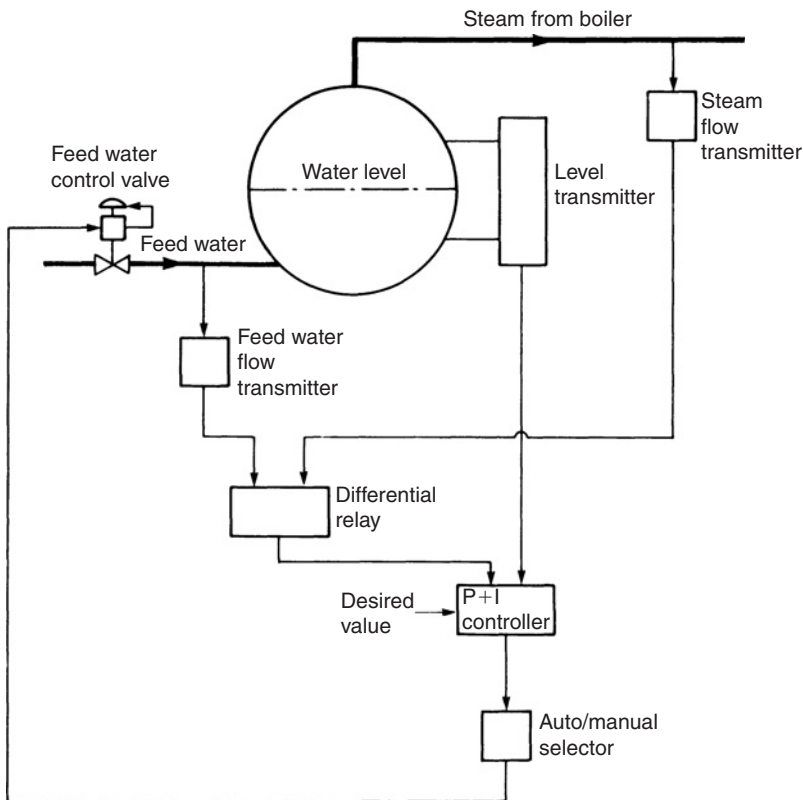 Steam from boiler
Steam
flow
transmitter
Feed water
control valve
Water level
Level
transmitter
Feed water
Feed water
flow
transmitter
Differential
relay
Desired
value
P+I
controller
Auto/manual
selector